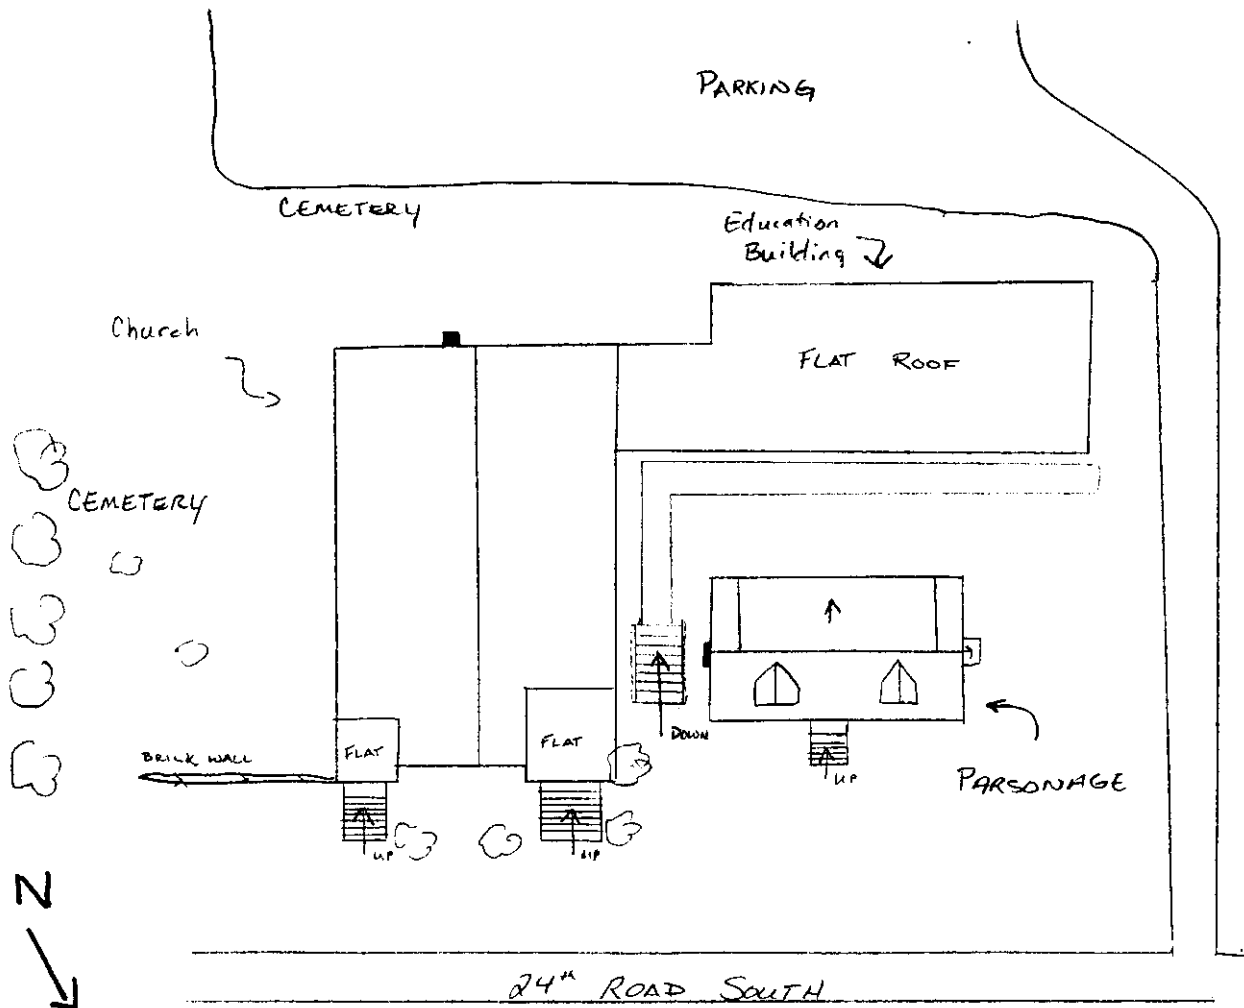 PARKING
CEMETERY
Education
Building
Church
FLAT ROOF
CEMETERY
DOWN
BRICK WALL
FLAT
FLAT
UP
PARSONAGE
UP
UP
N
24th ROAD SOUTH